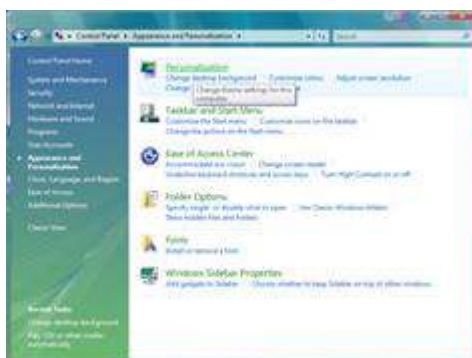 Control Panel ▸ Appearance and Personalization
Search
Control Panel Home
System and Maintenance
Security
Network and Internet
Hardware and Sound
Programs
User Accounts
Appearance and
Personalization
Clock, Language, and Region
Ease of Access
Additional Options
Classic View
Recent Tasks
Change desktop background
Play CDs or other media
automatically
Personalization
Change desktop background Customize colors Adjust screen resolution
Change
Change theme settings for this
computer.
Taskbar and Start Menu
Customize the Start menu Customize icons on the taskbar
Change the picture on the Start menu
Ease of Access Center
Accommodate low vision Change screen reader
Underline keyboard shortcuts and access keys Turn High Contrast on or off
Folder Options
Specify single- or double-click to open Use Classic Windows folders
Show hidden files and folders
Fonts
Install or remove a font
Windows Sidebar Properties
Add gadgets to Sidebar Choose whether to keep Sidebar on top of other windows